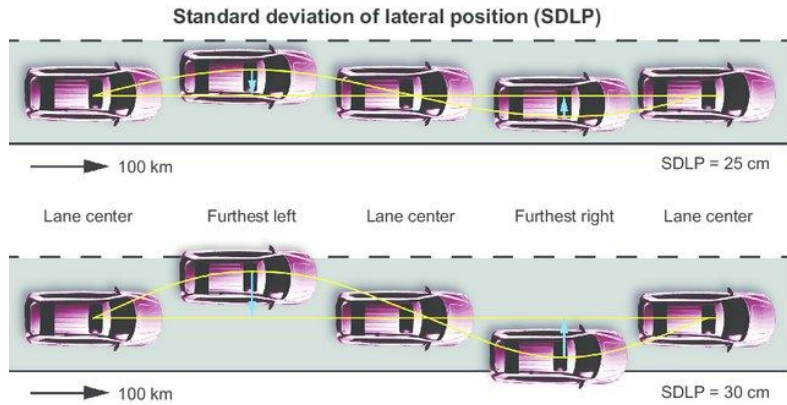 Standard deviation of lateral position (SDLP)
100 km
SDLP = 25 cm
Lane center
Furthest left
Lane center
Furthest right
Lane center
100 km
SDLP = 30 cm